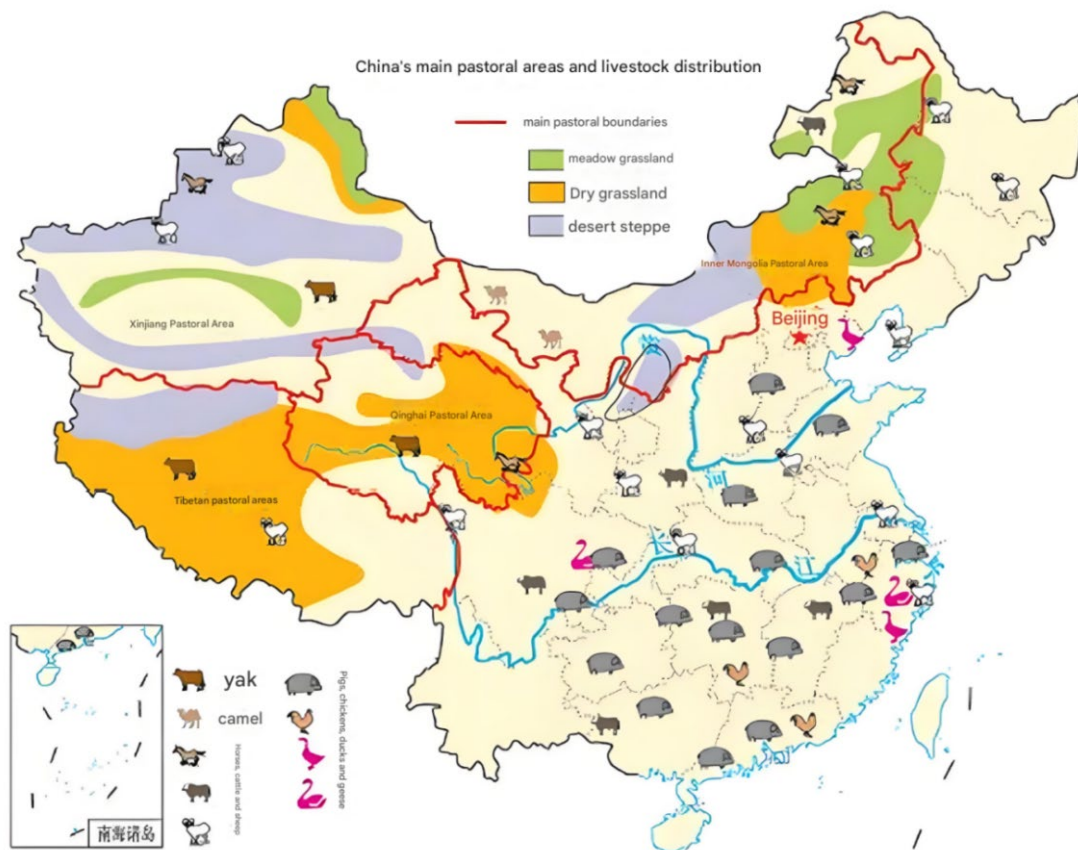 China's main pastoral areas and livestock distribution
main pastoral boundaries
meadow grassland
Dry grassland
desert steppe
Inner Mongolia Pastoral Area
Beijing
Xinjiang Pastoral Area
Qinghai Pastoral Area
Tibetan pastoral areas
河
长
江
yak
camel
Horses, cattle and sheep
Pigs, chickens, ducks and geese
南海诸岛